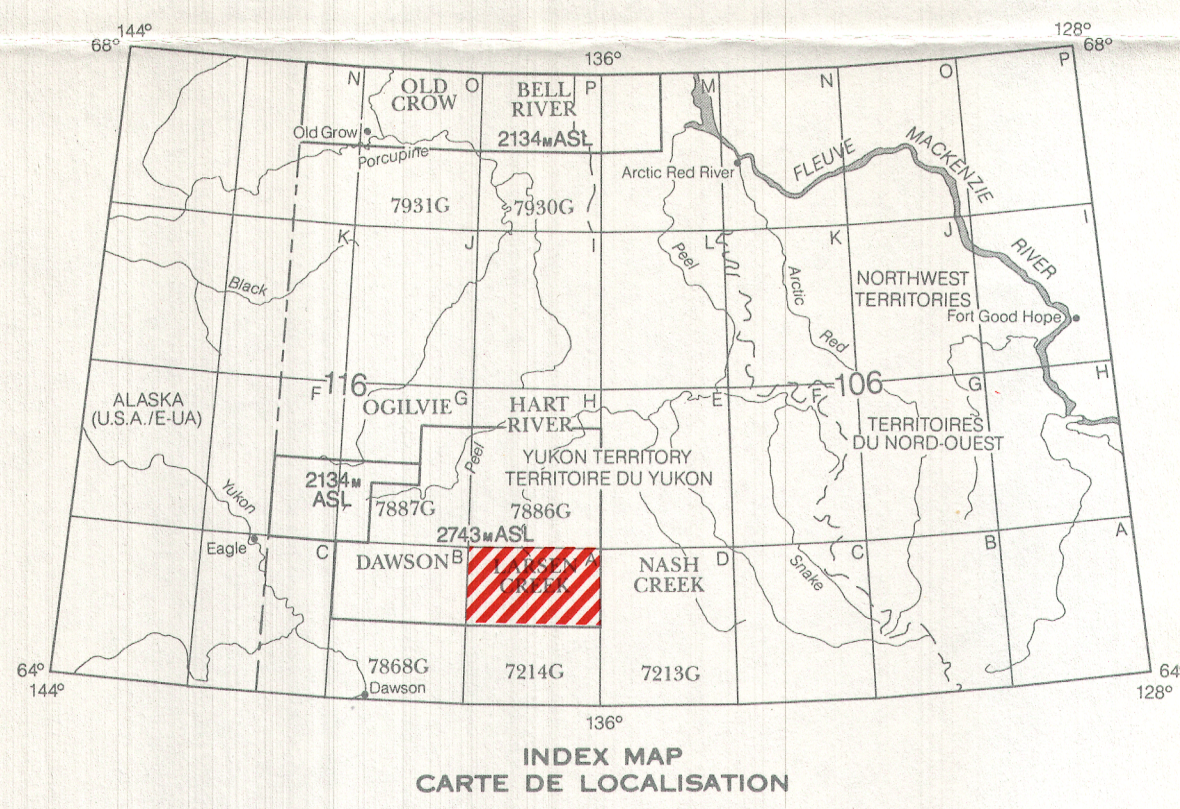 144°
128°
68°
68°
136°
N
OLD
CROW
O
BELL
RIVER
P
M
N
O
P
Old Grow
2134MASL
Porcupine
Arctic Red River
FLEUVE
MACKENZIE
7931G
7930G
K
J
I
L
K
J
I
Peel
Arctic
RIVER
Black
NORTHWEST
TERRITORIES
Fort Good Hope
Red
F
116
G
H
E
F
106
G
H
ALASKA
(U.S.A./E-UA)
OGILVIE
HART
RIVER
TERRITOIRES
DU NORD-OUEST
Peel
YUKON TERRITORY
TERRITOIRE DU YUKON
2134M
ASL
Yukon
7887G
7886G
2743MASL
Eagle
C
DAWSON
B
LARSEN
CREEK
A
NASH
CREEK
D
Snake
C
B
A
7868G
7214G
7213G
Dawson
64°
144°
64°
128°
136°
INDEX MAP
CARTE DE LOCALISATION